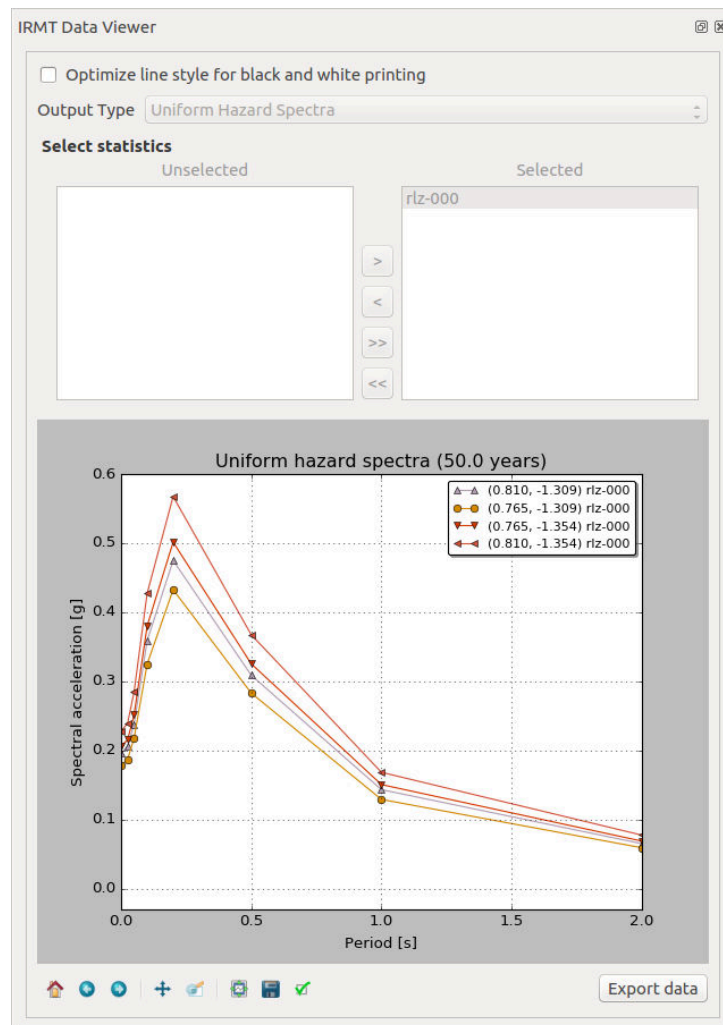 IRMT Data Viewer
Optimize line style for black and white printing
Output Type Uniform Hazard Spectra
Select statistics
Unselected Selected
rlz-000
>
<
>>
<<
Uniform hazard spectra (50.0 years)
(0.810, -1.309) rlz-000
(0.765, -1.309) rlz-000
(0.765, -1.354) rlz-000
(0.810, -1.354) rlz-000
Spectral acceleration [g]
0.6
0.5
0.4
0.3
0.2
0.1
0.0
0.0 0.5 1.0 1.5 2.0
Period [s]
Export data